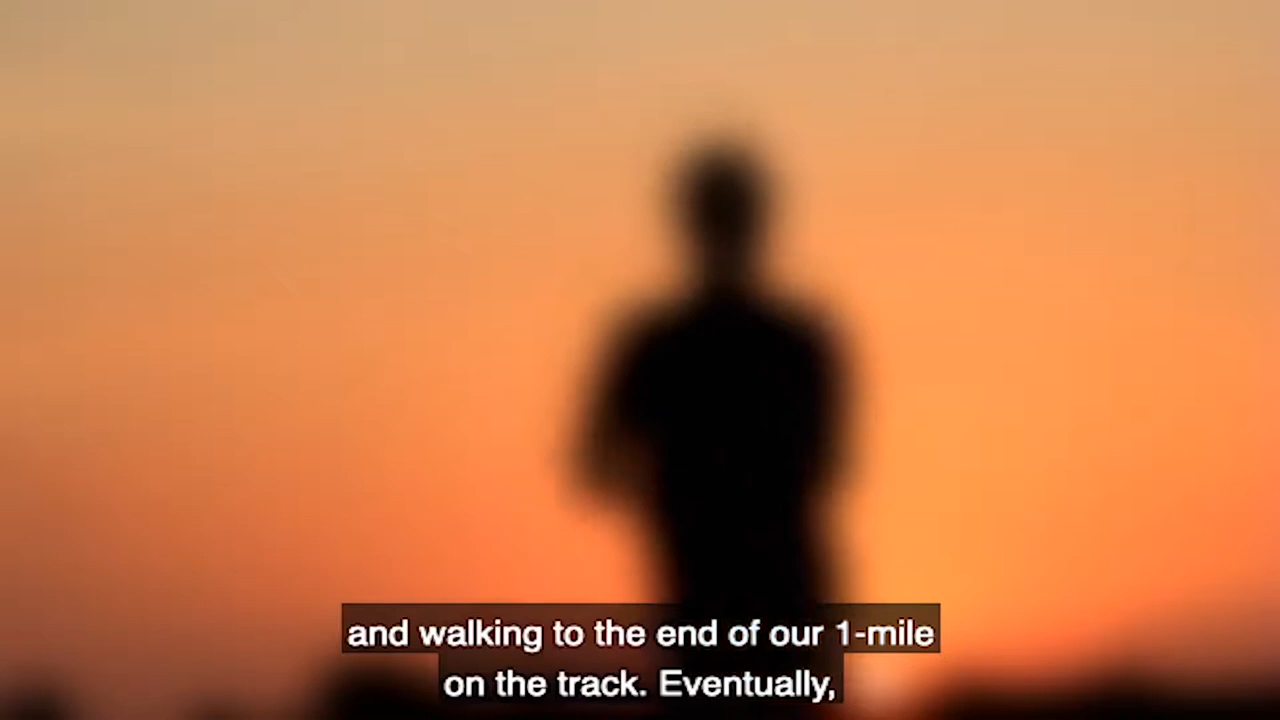 and walking to the end of our 1-mile
on the track. Eventually,